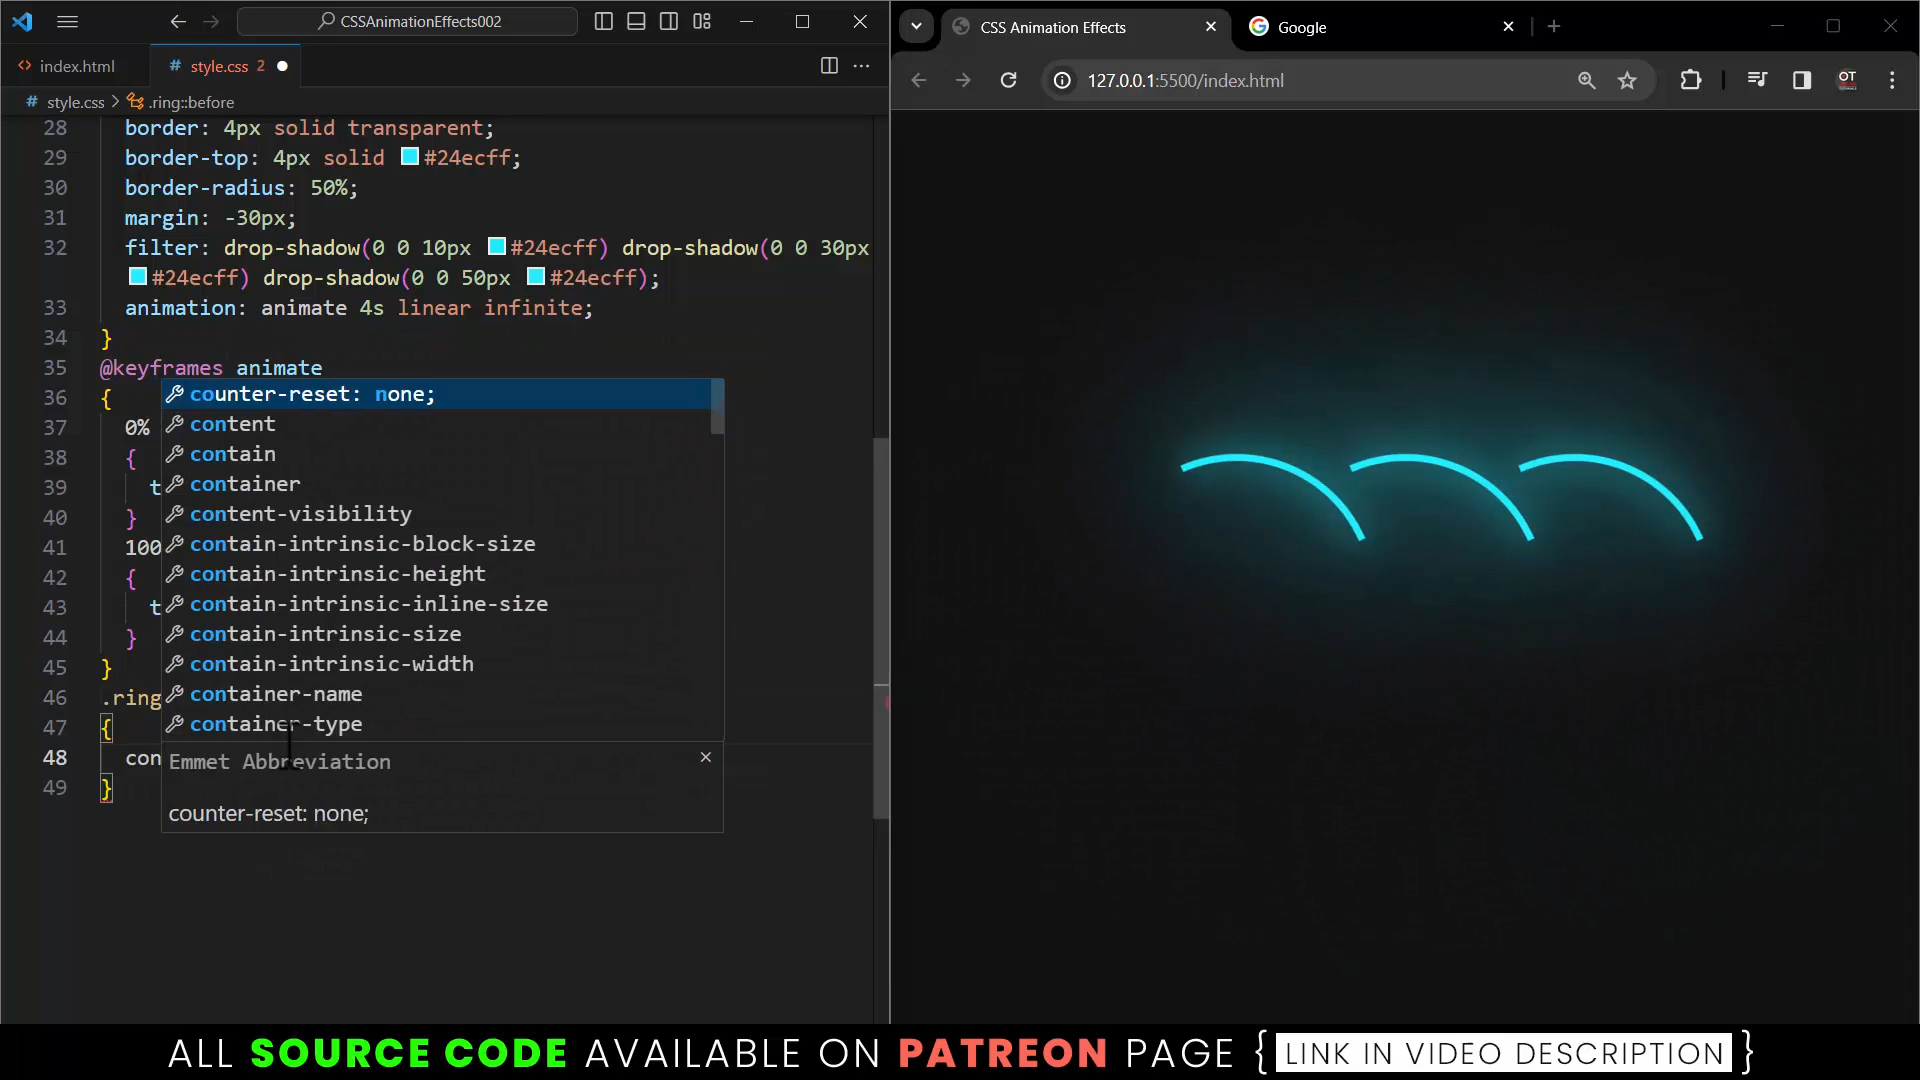 CSSAnimationEffects002
index.html
# style.css 2
# style.css > .ring::before
28 border: 4px solid transparent;
29 border-top: 4px solid #24ecff;
30 border-radius: 50%;
31 margin: -30px;
32 filter: drop-shadow(0 0 10px #24ecff) drop-shadow(0 0 30px
#24ecff) drop-shadow(0 0 50px #24ecff);
33 animation: animate 4s linear infinite;
34 }
35 @keyframes animate
36 {
37 0%
38 {
39 t
40 }
41 100
42 {
43 t
44 }
45 }
46 .ring
47 {
48 con
49 }
counter-reset: none;
content
contain
container
content-visibility
contain-intrinsic-block-size
contain-intrinsic-height
contain-intrinsic-inline-size
contain-intrinsic-size
contain-intrinsic-width
container-name
container-type
Emmet Abbreviation
counter-reset: none;
CSS Animation Effects
Google
127.0.0.1:5500/index.html
OT
ALL SOURCE CODE AVAILABLE ON PATREON PAGE { LINK IN VIDEO DESCRIPTION }